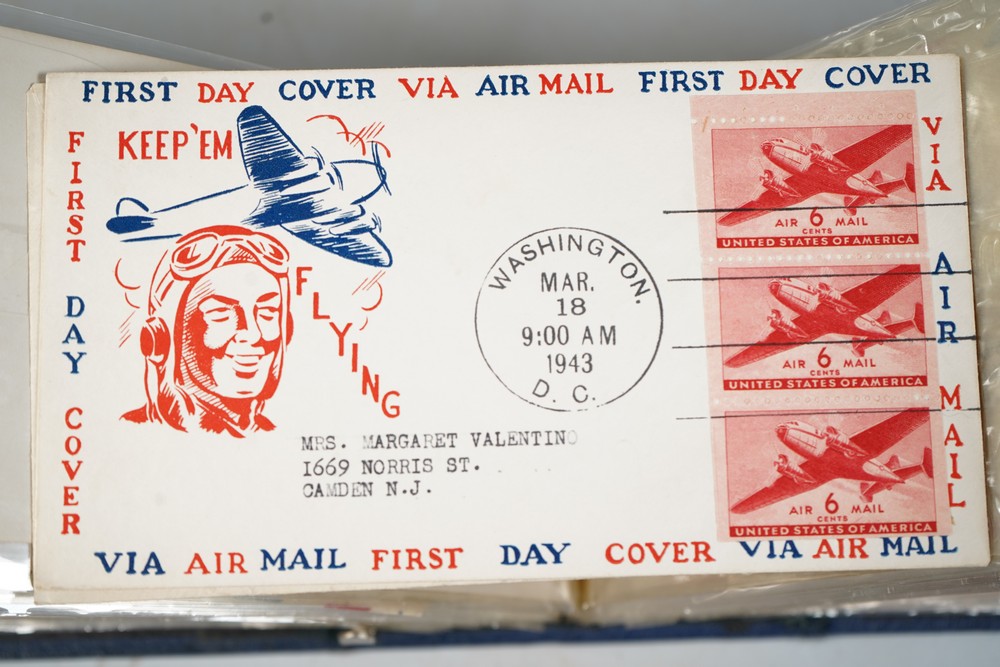 FIRST DAY COVER VIA AIR MAIL FIRST DAY COVER
FIRST DAY COVER
KEEP 'EM
FLYING
WASHINGTON,
MAR.
18
9:00 AM
1943
D. C.
MRS. MARGARET VALENTINO
1669 NORRIS ST.
CAMDEN N.J.
AIR 6 MAIL
CENTS
UNITED STATES OF AMERICA
AIR 6 MAIL
CENTS
UNITED STATES OF AMERICA
AIR 6 MAIL
CENTS
UNITED STATES OF AMERICA
VIA AIR MAIL
VIA AIR MAIL FIRST DAY COVER VIA AIR MAIL